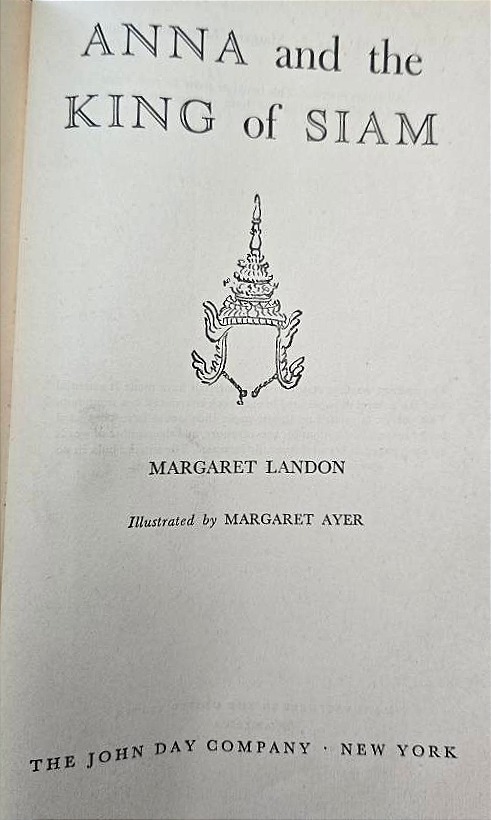 ANNA and the
KING of SIAM
MARGARET LANDON
Illustrated by MARGARET AYER
THE JOHN DAY COMPANY · NEW YORK